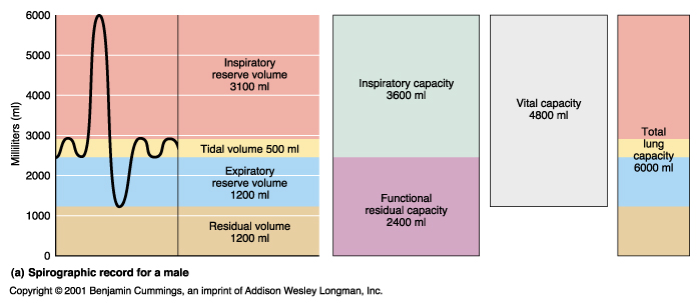 6000
5000
4000
3000
2000
1000
0
Milliliters (ml)
Inspiratory
reserve volume
3100 ml
Tidal volume 500 ml
Expiratory
reserve volume
1200 ml
Residual volume
1200 ml
Inspiratory capacity
3600 ml
Functional
residual capacity
2400 ml
Vital capacity
4800 ml
Total
lung
capacity
6000 ml
(a) Spirographic record for a male
Copyright © 2001 Benjamin Cummings, an imprint of Addison Wesley Longman, Inc.